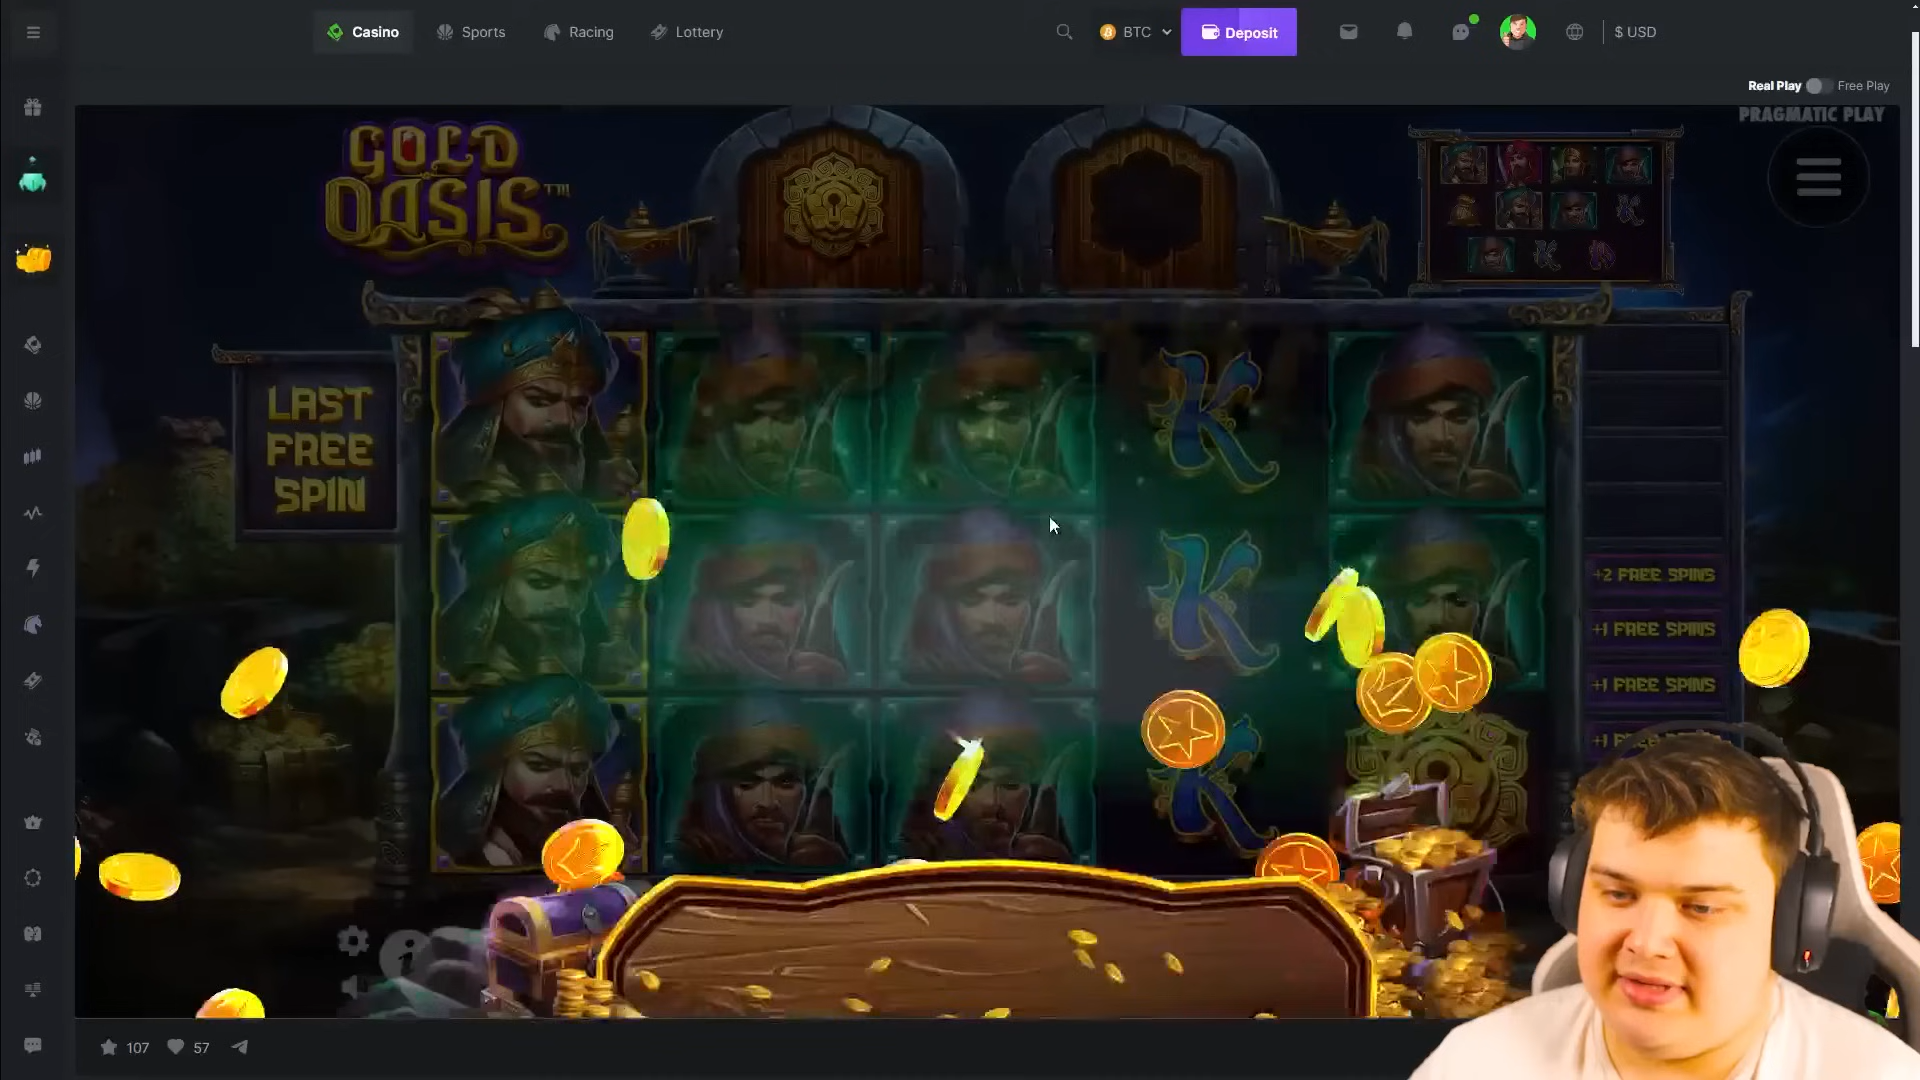 Casino
Sports
Racing
Lottery
BTC
Deposit
$ USD
Real Play
Free Play
PRAGMATIC PLAY
GOLD
OASIS™
LAST
FREE
SPIN
K
K
K
+2 FREE SPINS
+1 FREE SPINS
+1 FREE SPINS
107
57